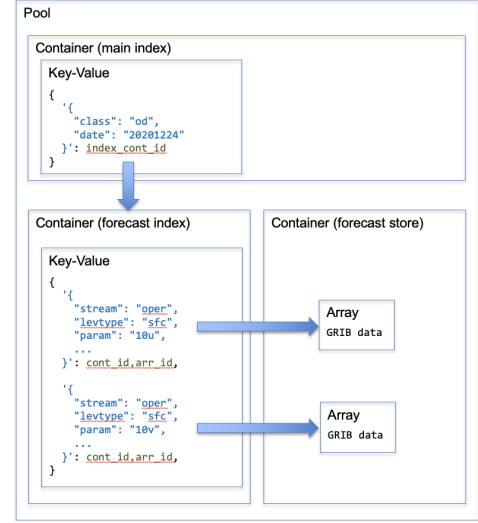 Pool
Container (main index)
Key-Value
{
'{
"class": "od",
"date": "20201224"
}': index_cont_id
}
Container (forecast index)
Key-Value
{
'{
"stream": "oper",
"levtype": "sfc",
"param": "10u",
...
}': cont_id,arr_id,
'{
"stream": "oper",
"levtype": "sfc",
"param": "10v",
...
}': cont_id,arr_id,
}
Container (forecast store)
Array
GRIB data
Array
GRIB data